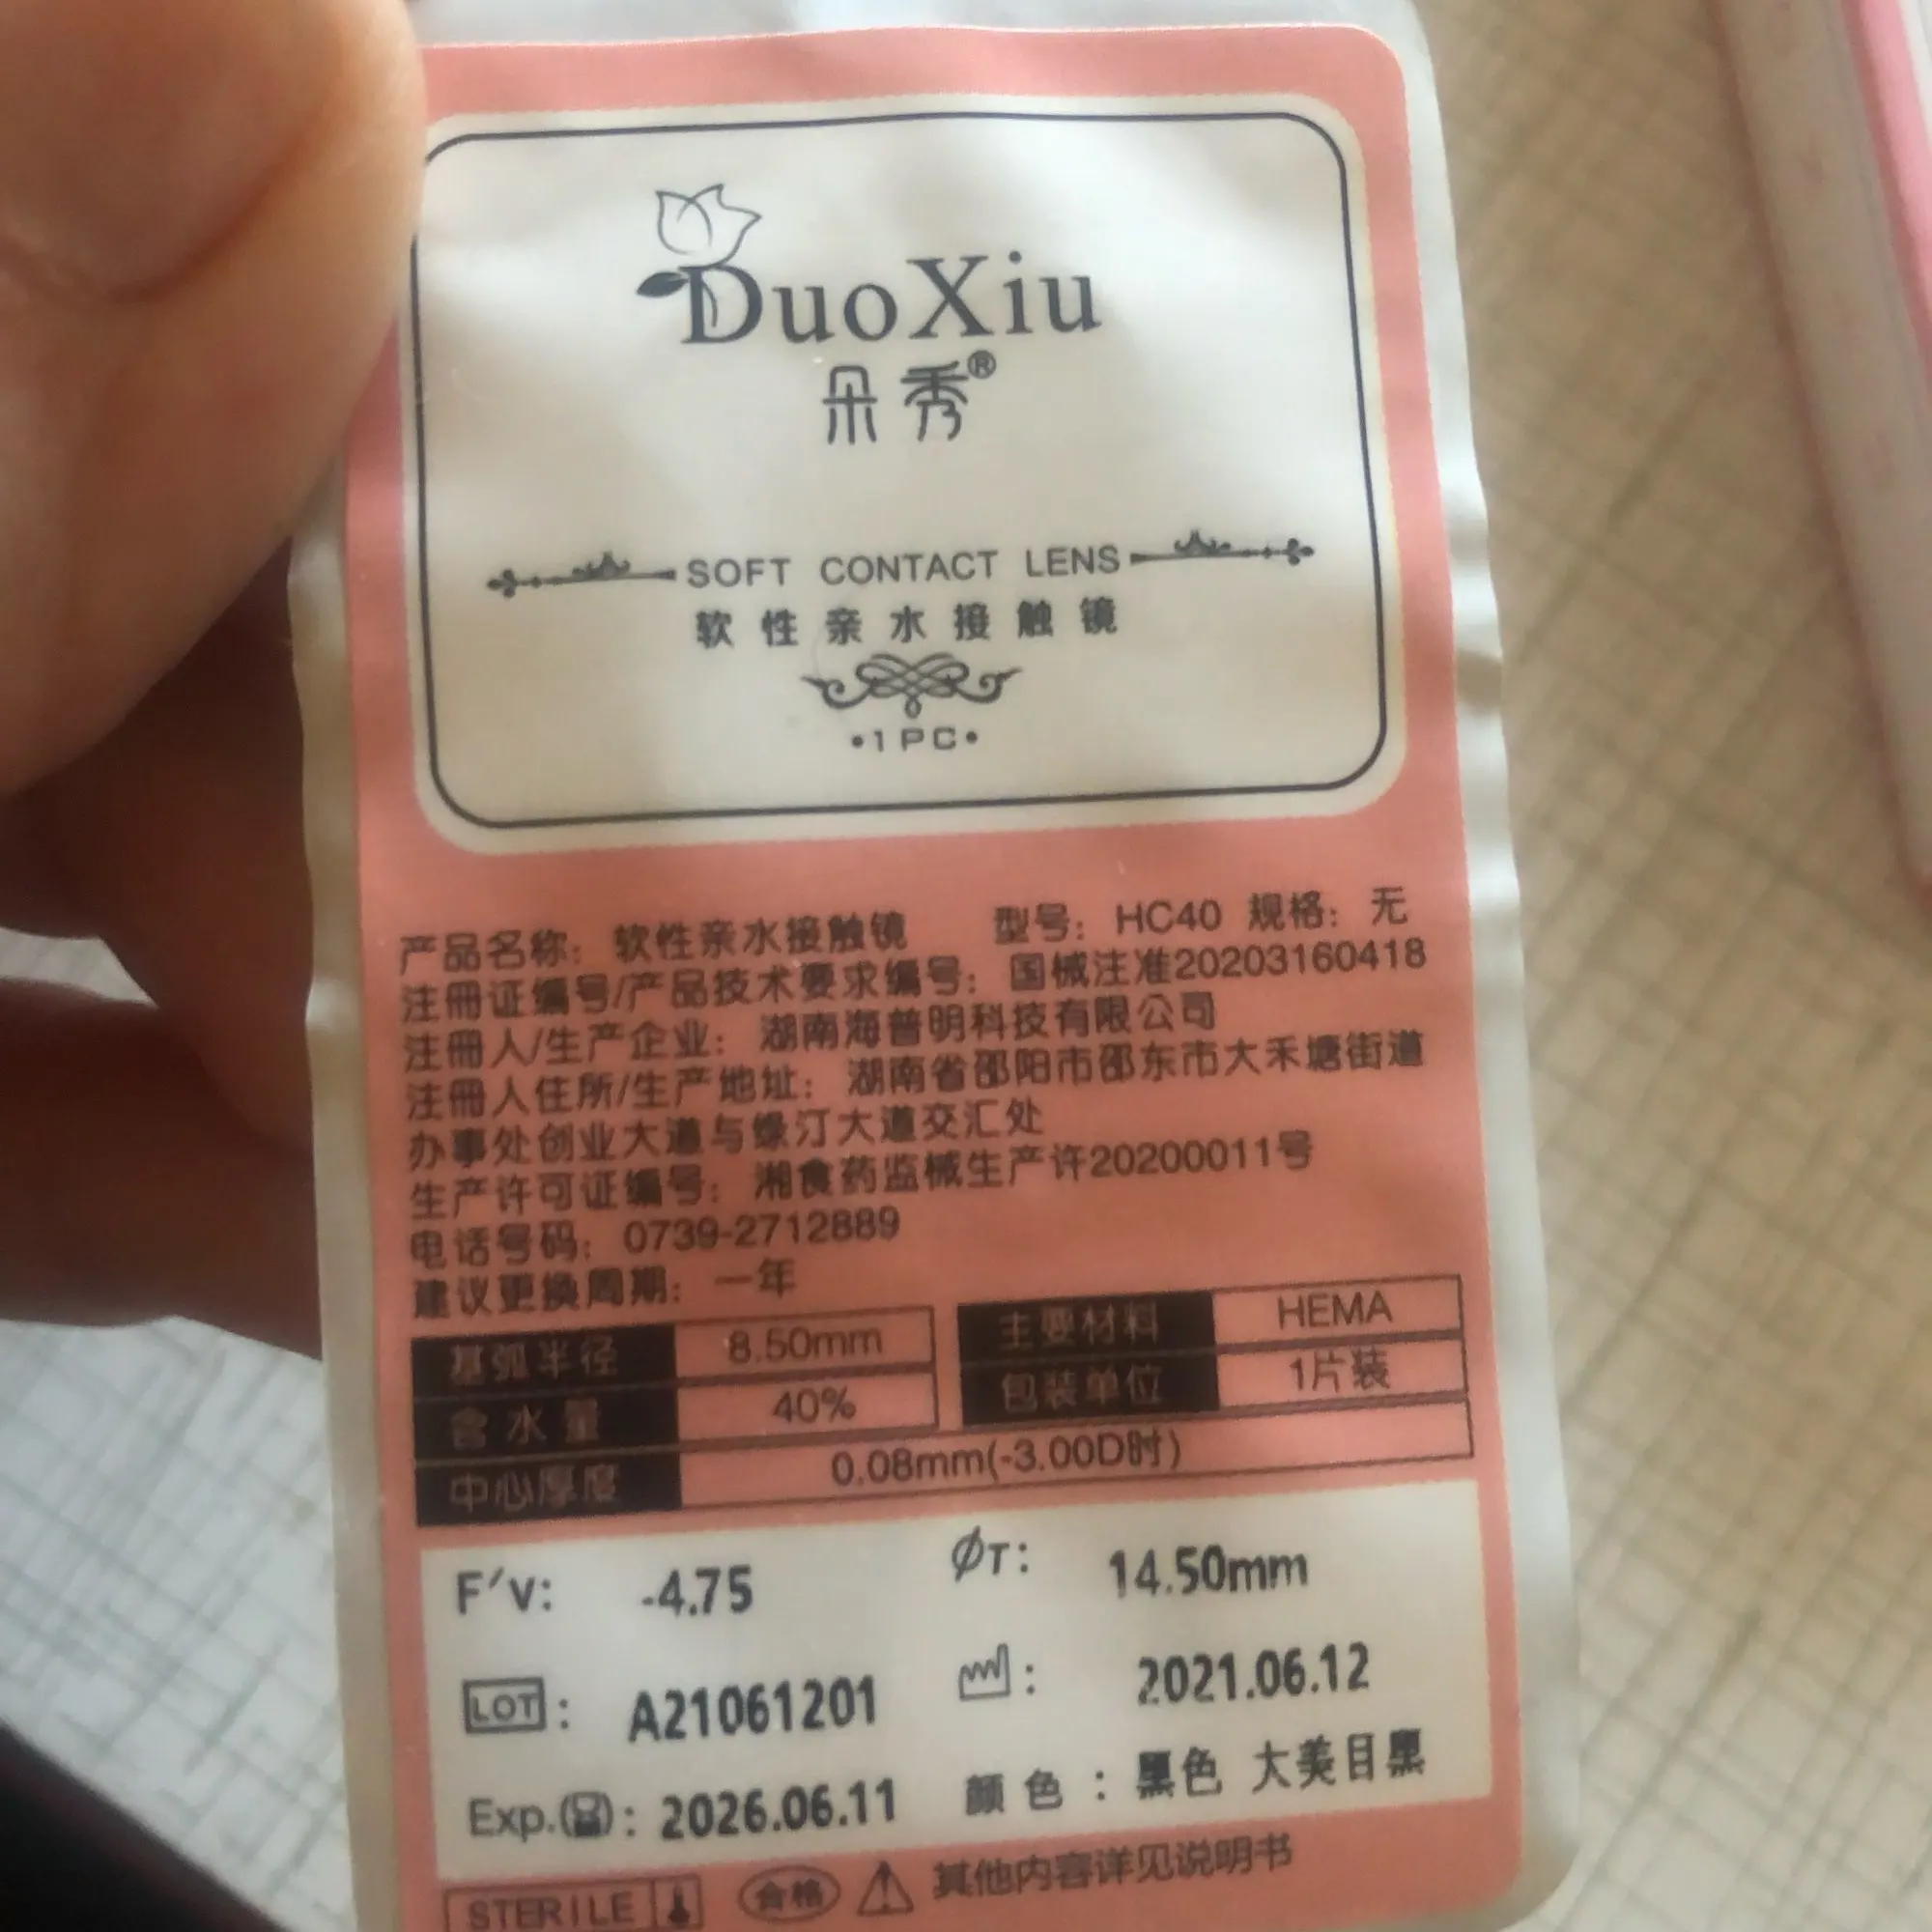 DuoXiu
朵秀®
SOFT CONTACT LENS
软性亲水接触镜
•1PC•
产品名称：软性亲水接触镜 型号：HC40 规格：无
注册证编号/产品技术要求编号：国械注准20203160418
注册人/生产企业：湖南海普明科技有限公司
注册人住所/生产地址：湖南省邵阳市邵东市大禾塘街道
办事处创业大道与绿汀大道交汇处
生产许可证编号：湘食药监械生产许20200011号
电话号码：0739-2712889
建议更换周期：一年
基弧半径 8.50mm 主要材料 HEMA
含水量 40% 包装单位 1片装
中心厚度 0.08mm(-3.00D时)
F′v: -4.75 ØT: 14.50mm
LOT: A21061201 : 2021.06.12
Exp.(): 2026.06.11 颜色：黑色 大美目黑
STERILE 合格 其他内容详见说明书